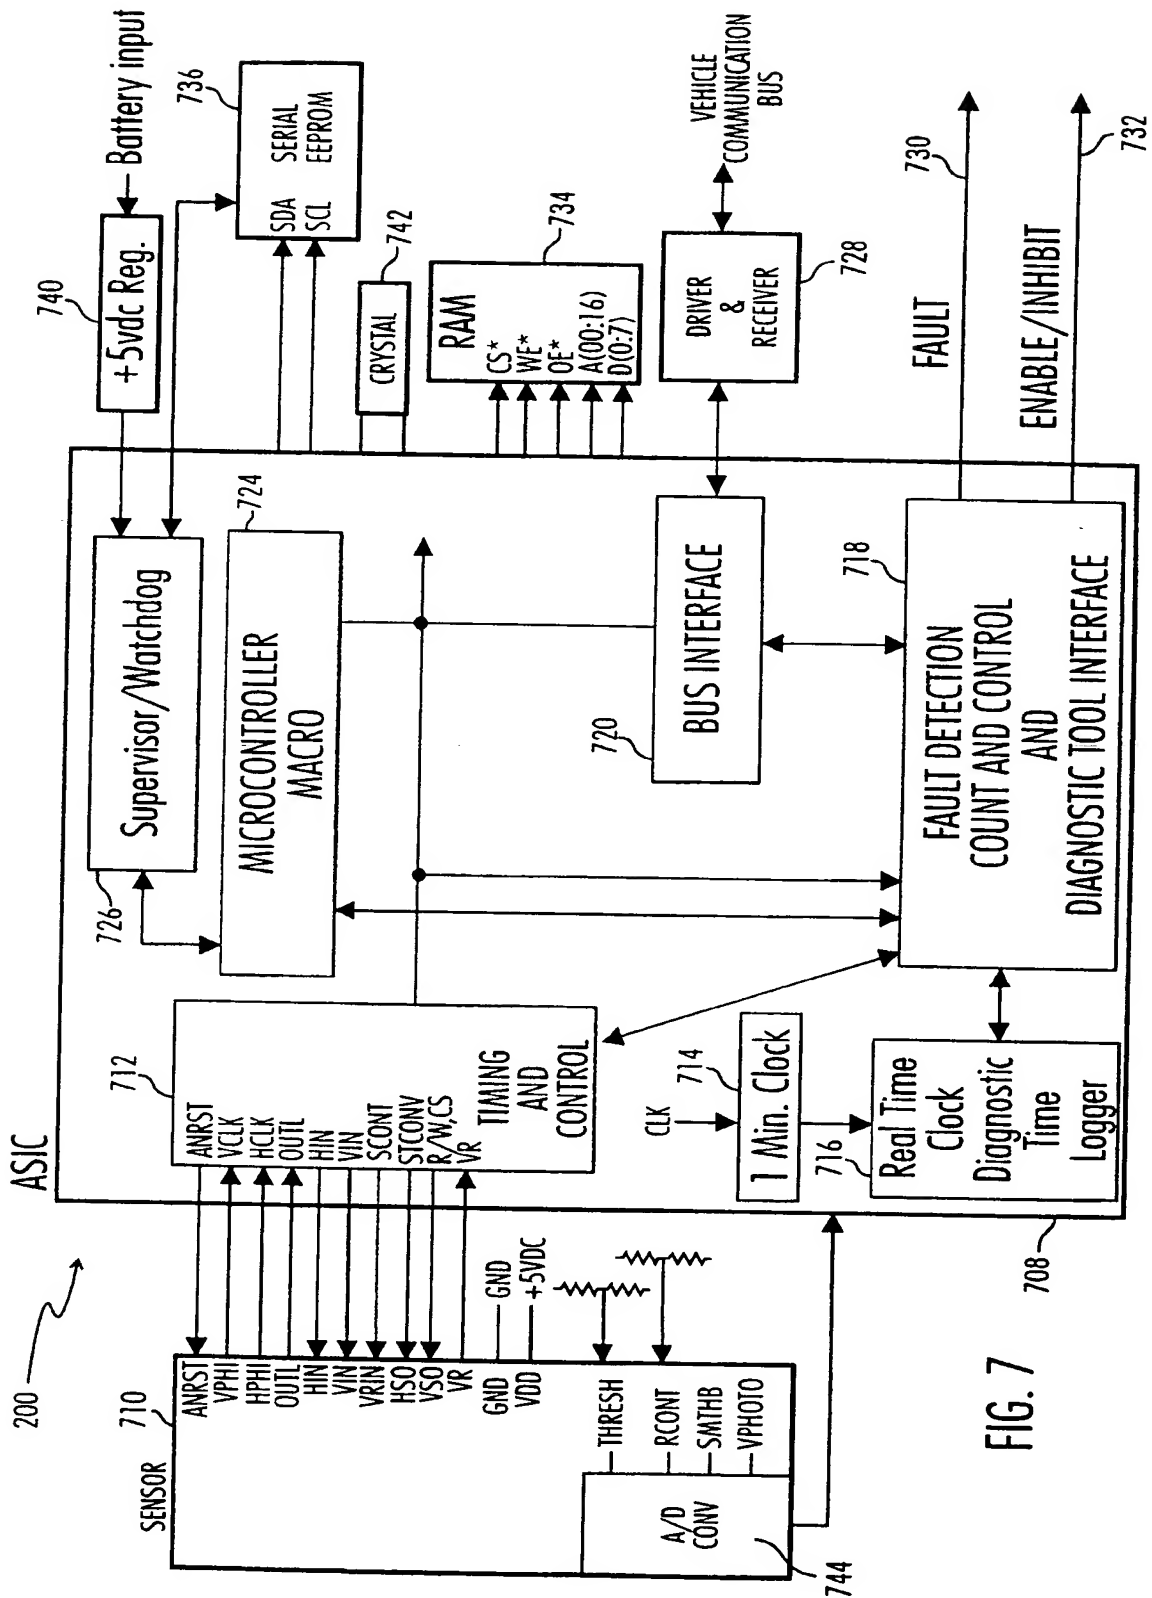 200
ASIC
SENSOR
710
ANRST
VPHI
HPHI
OUTL
HIN
VIN
VRIN
HSO
VSO
VR
GND
VDD
GND
+5VDC
THRESH
RCONT
SMTHB
VPHOTO
A/D
CONV
744
712
ANRST
VCLK
HCLK
OUTL
HIN
VIN
SCONT
STCONV
R/W,CS
VR
TIMING
AND
CONTROL
CLK
714
1 Min. Clock
716
Real Time
Clock
Diagnostic
Time
Logger
708
726
Supervisor/Watchdog
724
MICROCONTROLLER
MACRO
720
BUS INTERFACE
718
FAULT DETECTION
COUNT AND CONTROL
AND
DIAGNOSTIC TOOL INTERFACE
740
+5vdc Reg.
Battery input
736
SDA
SCL
SERIAL
EEPROM
CRYSTAL
742
RAM
CS*
WE*
OE*
A(00:16)
D(0:7)
734
DRIVER
&
RECEIVER
728
VEHICLE
COMMUNICATION
BUS
FAULT
730
ENABLE/INHIBIT
732
FIG. 7